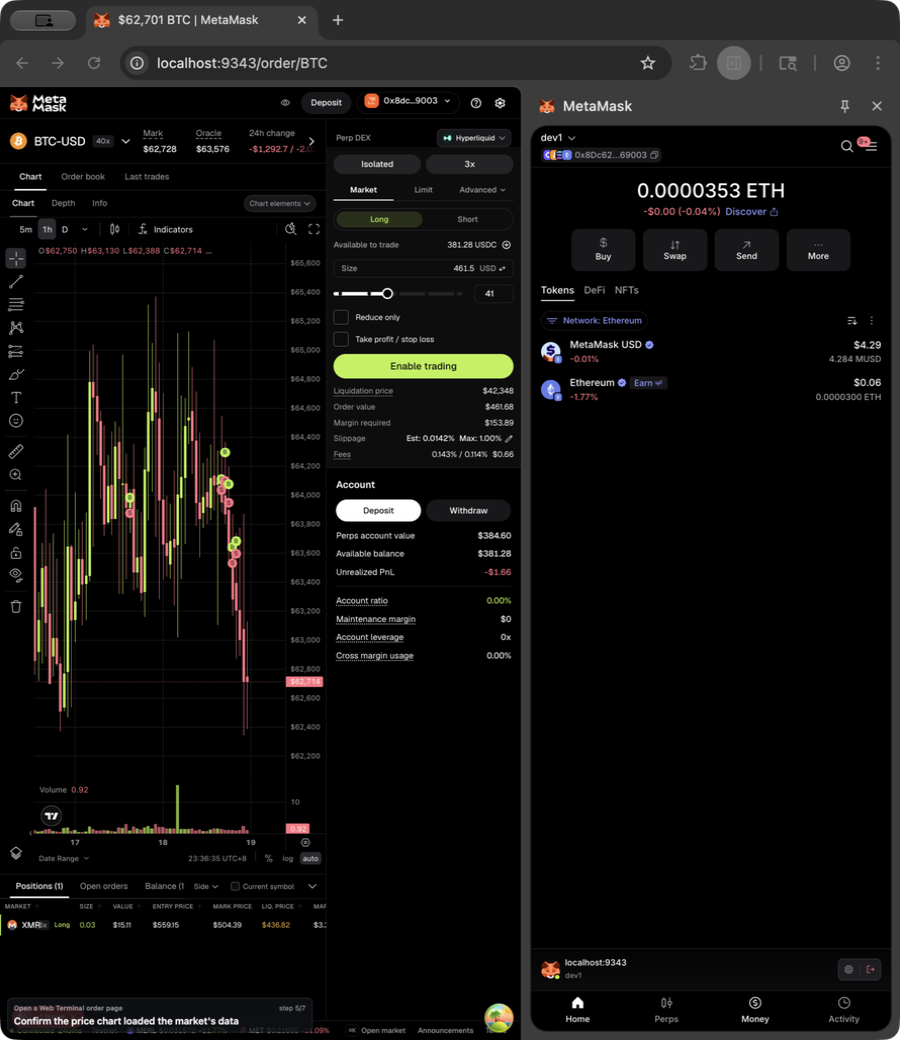 $62,701 BTC | MetaMask
localhost:9343/order/BTC
Meta Mask
Deposit
0x8dc...9003
BTC-USD 40x
Mark
$62,728
Oracle
$63,576
24h change
-$1,292.7 / -2.0
Chart Order book Last trades
Chart Depth Info
Chart elements
5m 1h D Indicators
O$62,750 H$63,130 L$62,388 C$62,714 ...
$65,600
$65,400
$65,200
$65,000
$64,800
$64,600
$64,400
$64,200
$64,000
$63,800
$63,600
$63,400
$63,200
$63,000
$62,800
$62,714
$62,600
$62,400
$62,200
Volume 0.92
10
0.92
17 18 19
Date Range
23:36:35 UTC+8 % log auto
Positions (1) Open orders Balance (1 Side Current symbol
MARKET SIZE VALUE ENTRY PRICE MARK PRICE LIQ. PRICE MAR
XMR Long 0.03 $15.11 $559.15 $504.39 $436.82
Open a Web Terminal order page step 5/7
Confirm the price chart loaded the market's data
Open market Announcements
Perp DEX Hyperliquid
Isolated 3x
Market Limit Advanced
Long Short
Available to trade 381.28 USDC
Size 461.5 USD
41
Reduce only
Take profit / stop loss
Enable trading
Liquidation price $42,348
Order value $461.68
Margin required $153.89
Slippage Est: 0.0142% Max: 1.00%
Fees 0.143% / 0.114% $0.66
Account
Deposit Withdraw
Perps account value $384.60
Available balance $381.28
Unrealized PnL -$1.66
Account ratio 0.00%
Maintenance margin $0
Account leverage 0x
Cross margin usage 0.00%
MetaMask
dev1
0x8Dc62...69003
9+
0.0000353 ETH
-$0.00 (-0.04%) Discover
Buy Swap Send More
Tokens DeFi NFTs
Network: Ethereum
MetaMask USD $4.29
-0.01% 4.284 MUSD
Ethereum Earn $0.06
-1.77% 0.0000300 ETH
localhost:9343
dev1
Home Perps Money Activity